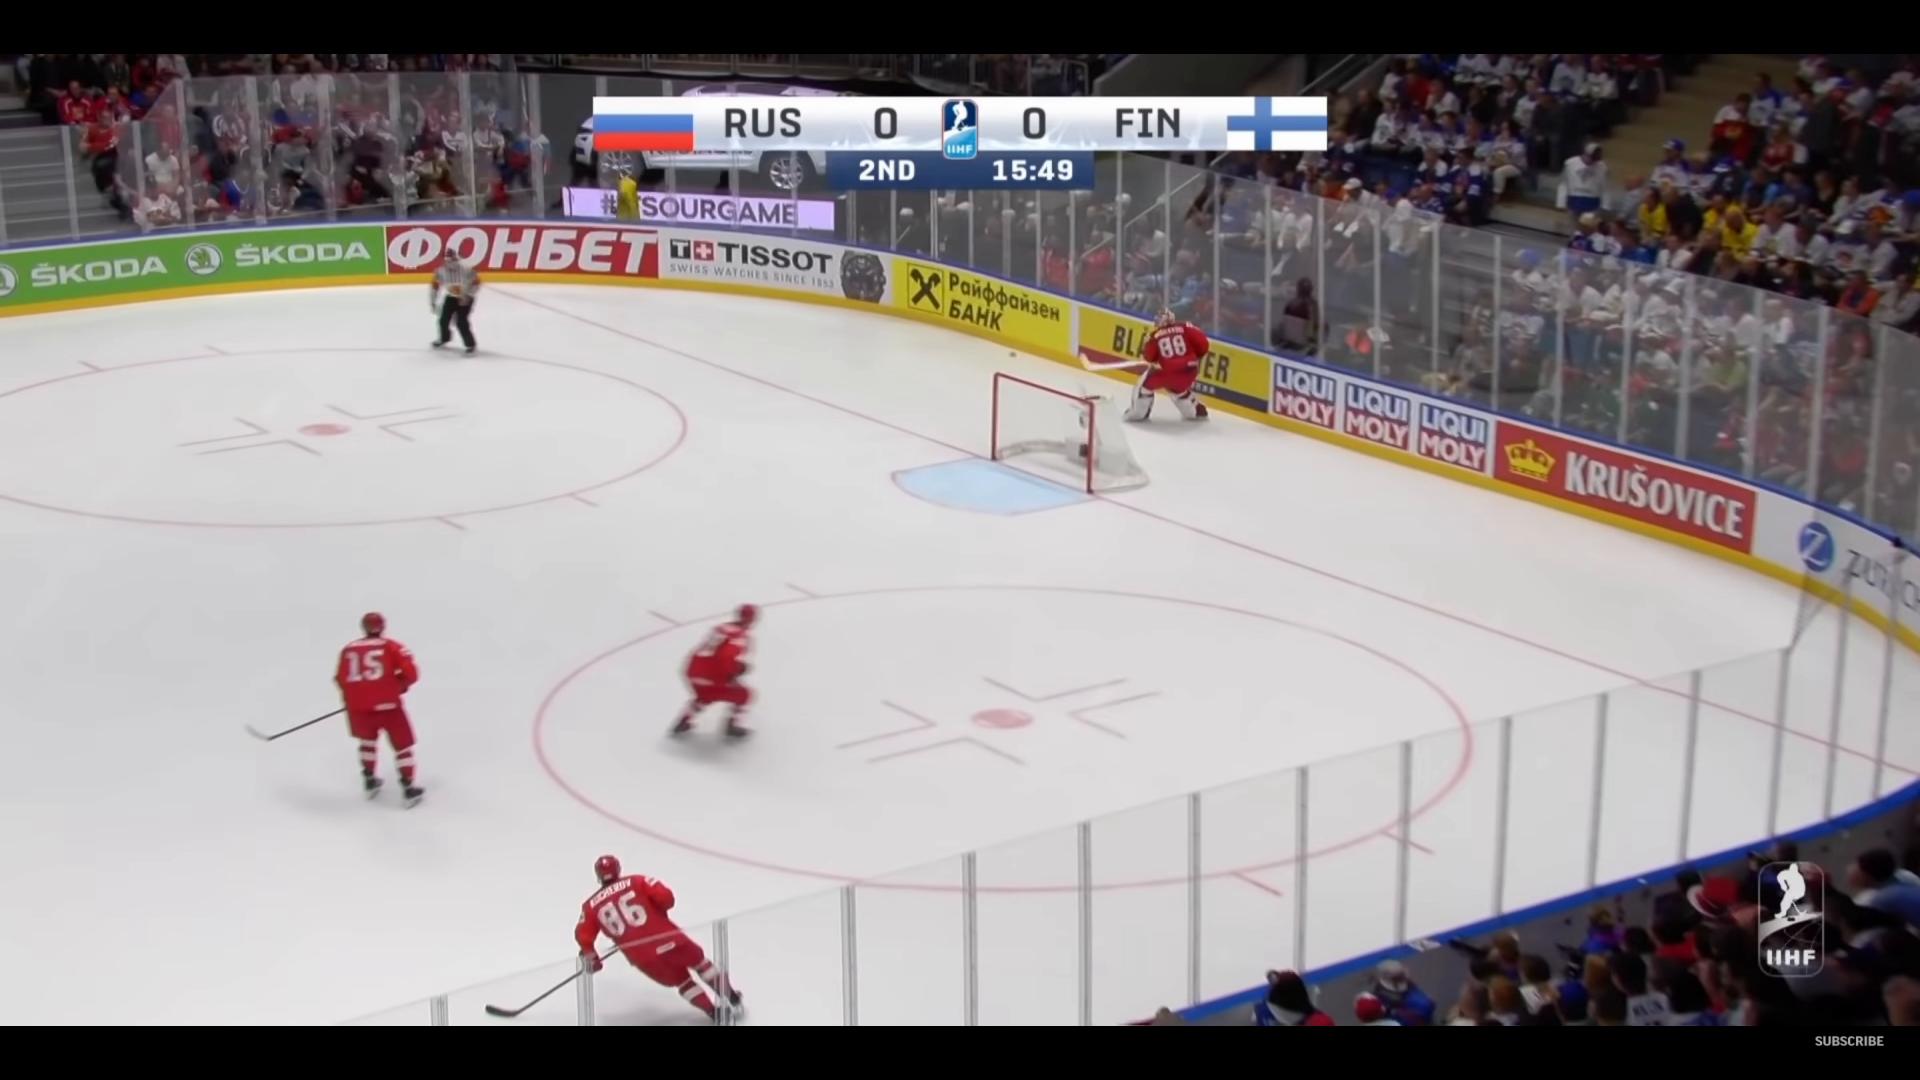 RUS 0 IIHF 0 FIN
2ND 15:49
SOURGAME
ŠKODA ŠKODA
ФОНБЕТ
T+TISSOT
SWISS WATCHES SINCE 1853
Райффайзен
БАНК
88
LIQUI
MOLY
LIQUI
MOLY
LIQUI
MOLY
KRUŠOVICE
Z
15
KUCHEROV
86
IIHF
SUBSCRIBE